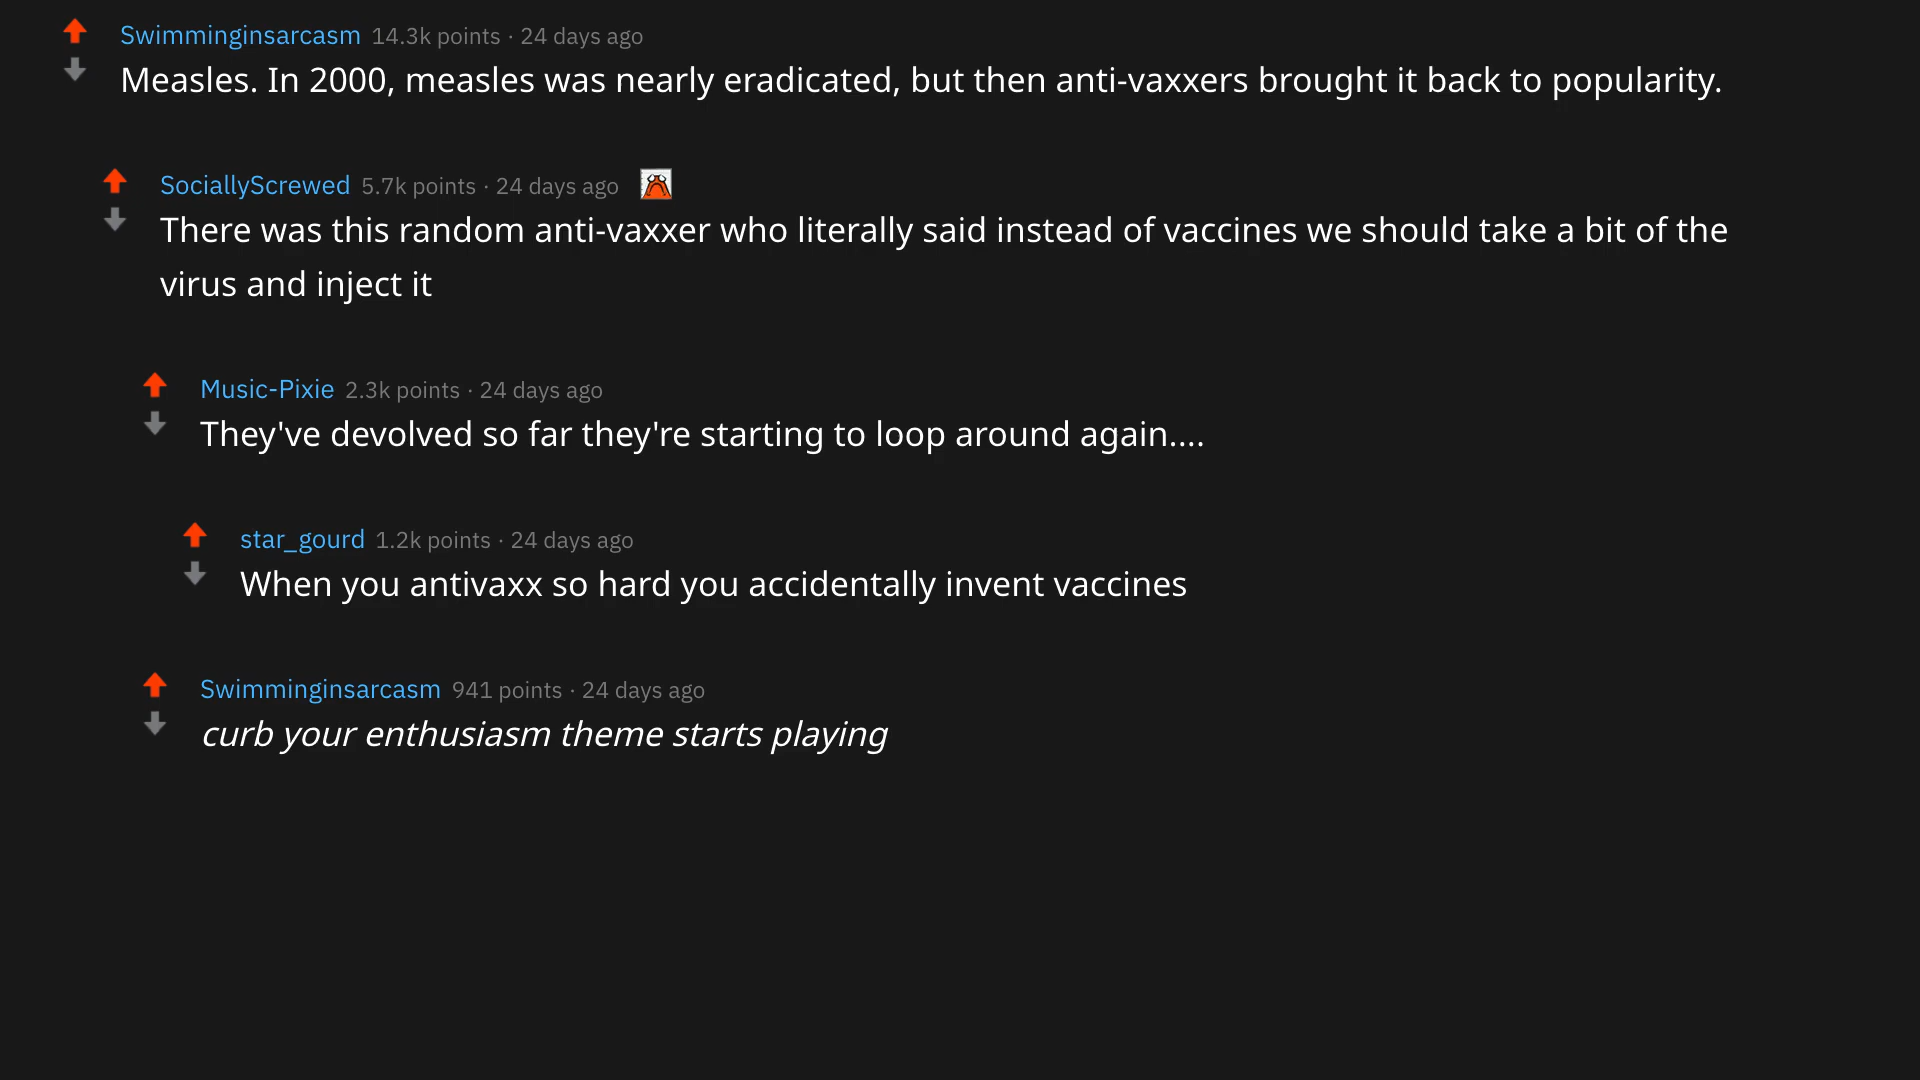 Swimminginsarcasm 14.3k points · 24 days ago
Measles. In 2000, measles was nearly eradicated, but then anti-vaxxers brought it back to popularity.
SociallyScrewed 5.7k points · 24 days ago
There was this random anti-vaxxer who literally said instead of vaccines we should take a bit of the
virus and inject it
Music-Pixie 2.3k points · 24 days ago
They've devolved so far they're starting to loop around again....
star_gourd 1.2k points · 24 days ago
When you antivaxx so hard you accidentally invent vaccines
Swimminginsarcasm 941 points · 24 days ago
curb your enthusiasm theme starts playing